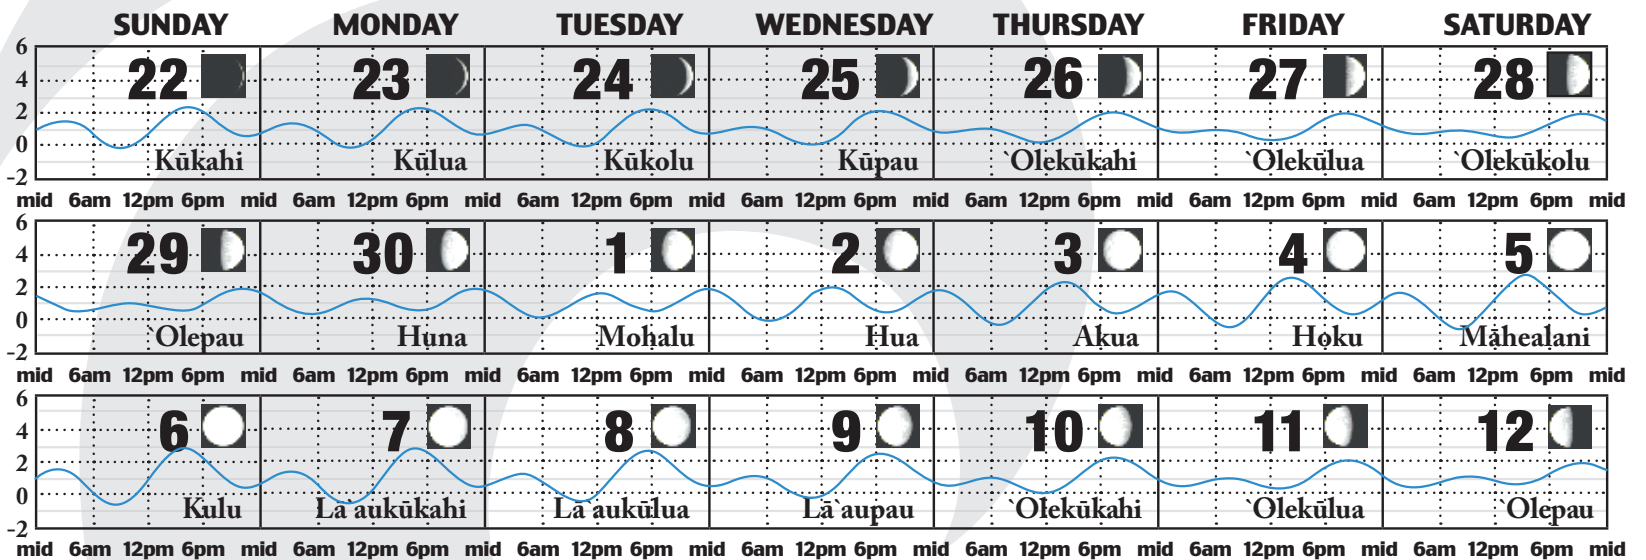 SUNDAY MONDAY TUESDAY WEDNESDAY THURSDAY FRIDAY SATURDAY
6
4 22 23 24 25 26 27 28
2
0
Kūkahi Kūlua Kūkolu Kūpau `Olekūkahi `Olekūlua `Olekūkolu
-2
mid 6am 12pm 6pm mid 6am 12pm 6pm mid 6am 12pm 6pm mid 6am 12pm 6pm mid 6am 12pm 6pm mid 6am 12pm 6pm mid 6am 12pm 6pm mid
6
4 29 30 1 2 3 4 5
2
0
`Olepau Huna Mohalu Hua Akua Hoku Māhealani
-2
mid 6am 12pm 6pm mid 6am 12pm 6pm mid 6am 12pm 6pm mid 6am 12pm 6pm mid 6am 12pm 6pm mid 6am 12pm 6pm mid 6am 12pm 6pm mid
6
4 6 7 8 9 10 11 12
2
0
Kulu Lā`aukūkahi Lā`aukūlua Lā`aupau `Olekūkahi `Olekūlua `Olepau
-2
mid 6am 12pm 6pm mid 6am 12pm 6pm mid 6am 12pm 6pm mid 6am 12pm 6pm mid 6am 12pm 6pm mid 6am 12pm 6pm mid 6am 12pm 6pm mid